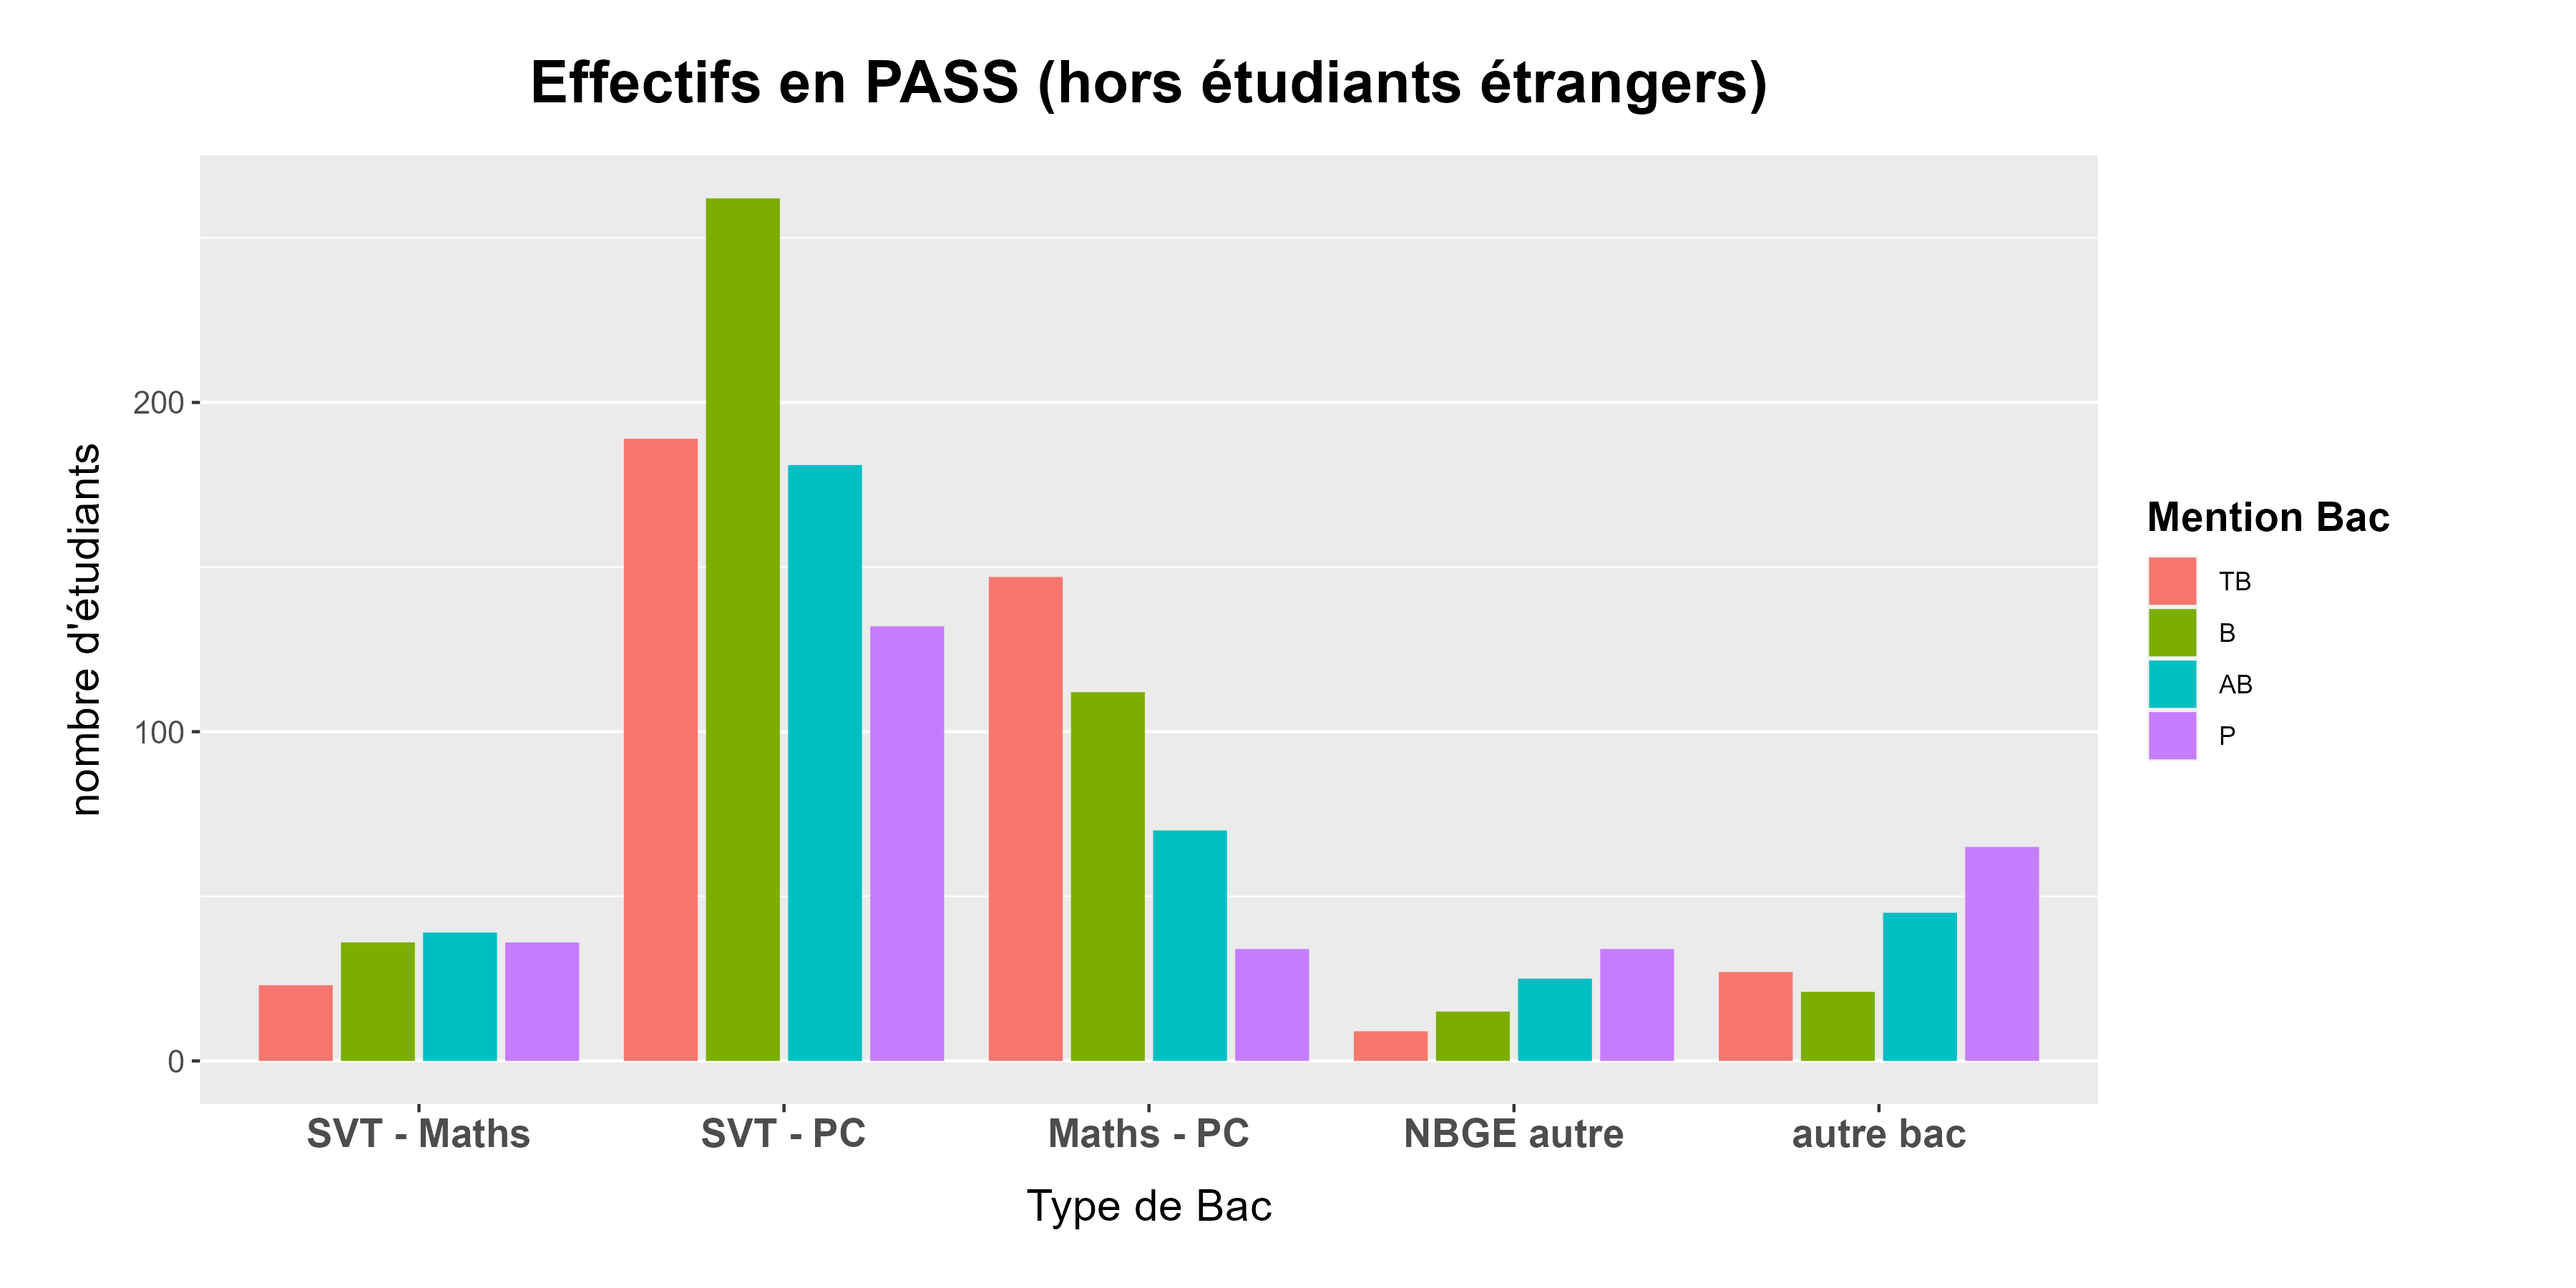 Effectifs en PASS (hors étudiants étrangers)
nombre d'étudiants
200
100
0
SVT - Maths
SVT - PC
Maths - PC
NBGE autre
autre bac
Type de Bac
Mention Bac
TB
B
AB
P